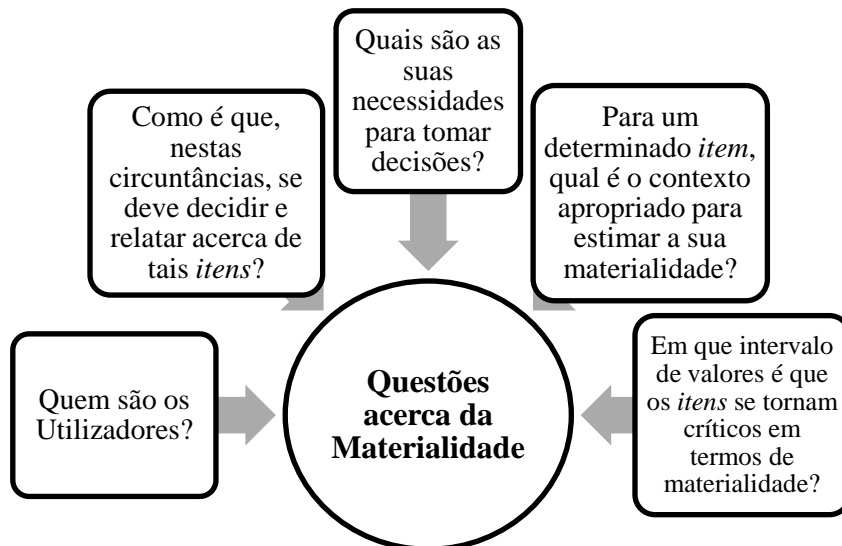 Quais são as
suas
necessidades
para tomar
decisões?
Como é que,
nestas
circuntâncias, se
deve decidir e
relatar acerca de
tais itens?
Para um
determinado item,
qual é o contexto
apropriado para
estimar a sua
materialidade?
Quem são os
Utilizadores?
Questões
acerca da
Materialidade
Em que intervalo
de valores é que
os itens se tornam
críticos em
termos de
materialidade?